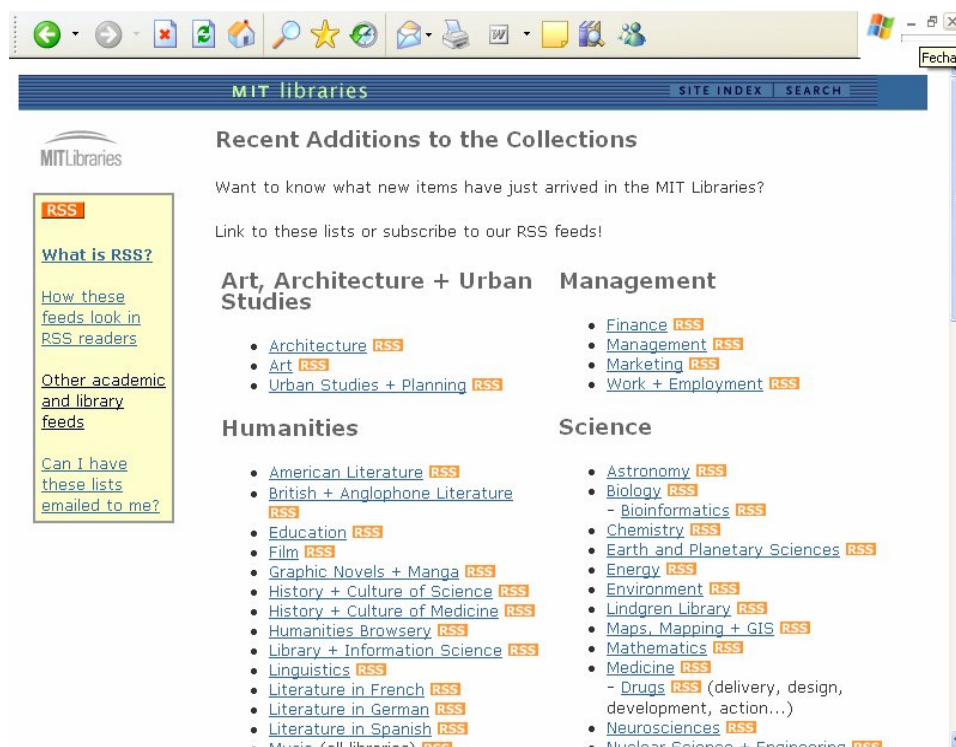 Fecha
MIT libraries
SITE INDEX | SEARCH
MITLibraries
RSS
What is RSS?
How these
feeds look in
RSS readers
Other academic
and library
feeds
Can I have
these lists
emailed to me?
Recent Additions to the Collections
Want to know what new items have just arrived in the MIT Libraries?
Link to these lists or subscribe to our RSS feeds!
Art, Architecture + Urban
Studies
• Architecture RSS
• Art RSS
• Urban Studies + Planning RSS
Humanities
• American Literature RSS
• British + Anglophone Literature
RSS
• Education RSS
• Film RSS
• Graphic Novels + Manga RSS
• History + Culture of Science RSS
• History + Culture of Medicine RSS
• Humanities Browsery RSS
• Library + Information Science RSS
• Linguistics RSS
• Literature in French RSS
• Literature in German RSS
• Literature in Spanish RSS
• Music (all libraries) RSS
Management
• Finance RSS
• Management RSS
• Marketing RSS
• Work + Employment RSS
Science
• Astronomy RSS
• Biology RSS
- Bioinformatics RSS
• Chemistry RSS
• Earth and Planetary Sciences RSS
• Energy RSS
• Environment RSS
• Lindgren Library RSS
• Maps, Mapping + GIS RSS
• Mathematics RSS
• Medicine RSS
- Drugs RSS (delivery, design,
development, action...)
• Neurosciences RSS
• Nuclear Science + Engineering RSS